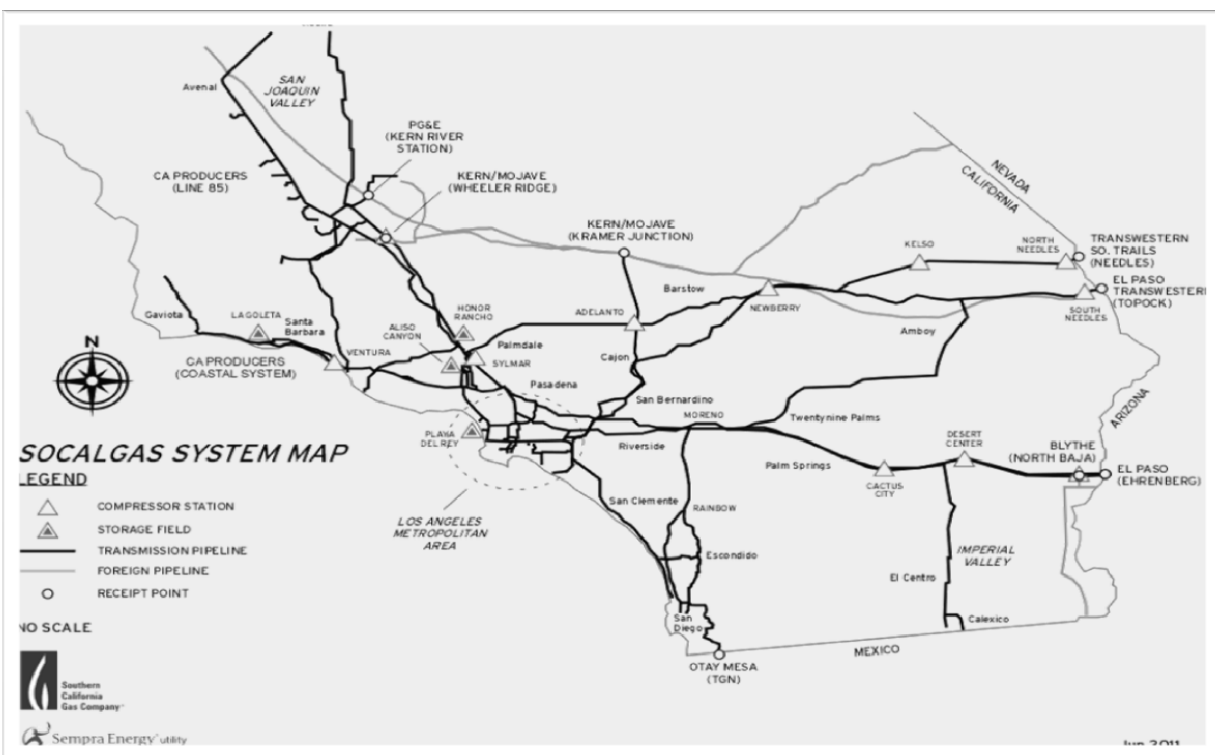 Avenal
SAN
JOAQUIN
VALLEY
IPG&E
(KERN RIVER
STATION)
CA PRODUCERS
(LINE 85)
KERN/MOJAVE
(WHEELER RIDGE)
KERN/MOJAVE
(KRAMER JUNCTION)
NEVADA
CALIFORNIA
KELSO
NORTH
NEEDLES
TRANSWESTERN
SO. TRAILS
(NEEDLES)
EL PASO
TRANSWESTERN
(TOPOCK)
SOUTH
NEEDLES
Barstow
NEWBERRY
Amboy
Gaviota
LA GOLETA
Santa
Barbara
HONOR
RANCHO
ALISO
CANYON
ADELANTO
Palmdale
SYLMAR
VENTURA
CA PRODUCERS
(COASTAL SYSTEM)
Cajon
Pasadena
San Bernardino
MORENO
Twentynine Palms
ARIZONA
N
PLAYA
DEL REY
Riverside
Palm Springs
DESERT
CENTER
BLYTHE
(NORTH BAJA)
EL PASO
(EHRENBERG)
CACTUS
CITY
San Clemente
RAINBOW
LOS ANGELES
METROPOLITAN
AREA
Escondido
IMPERIAL
VALLEY
El Centro
San
Diego
Calexico
MEXICO
OTAY MESA
(TGN)
SOCALGAS SYSTEM MAP
LEGEND
COMPRESSOR STATION
STORAGE FIELD
TRANSMISSION PIPELINE
FOREIGN PIPELINE
RECEIPT POINT
NO SCALE
Southern
California
Gas Company
Sempra Energy utility
Jun 2011